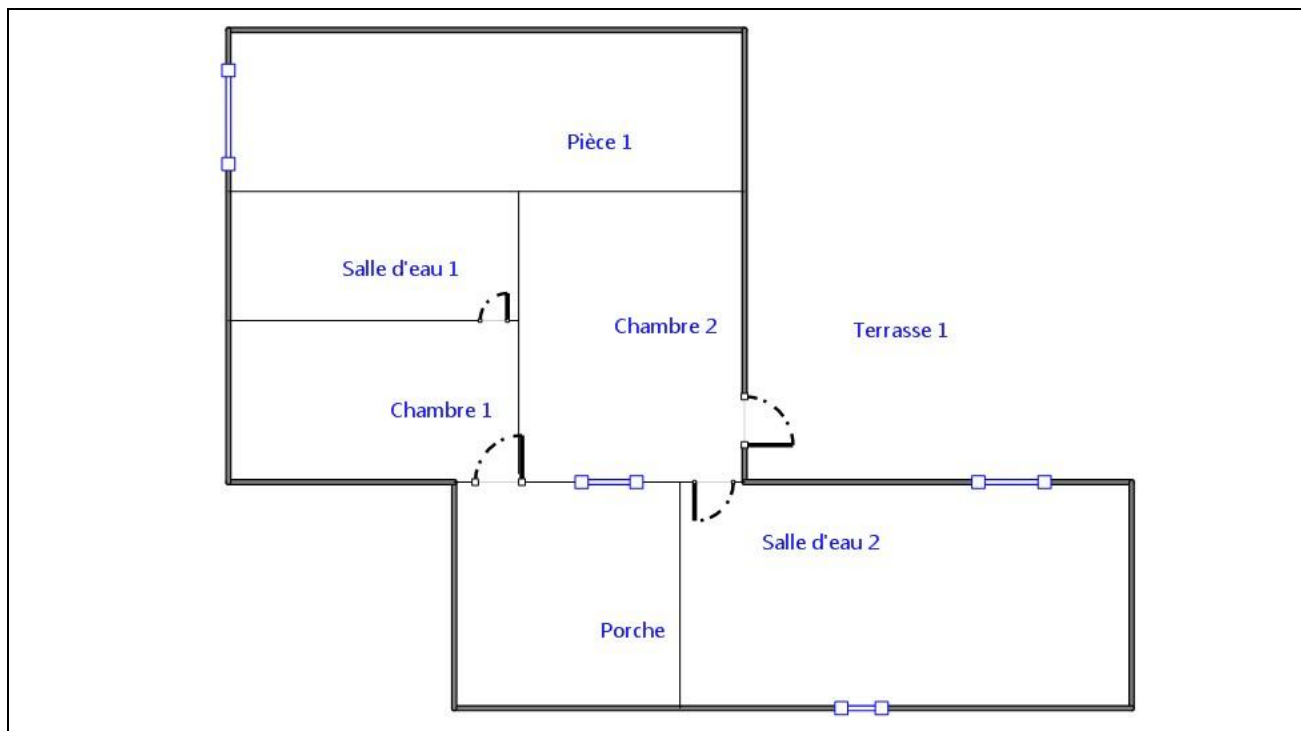 Pièce 1
Salle d'eau 1
Chambre 2
Terrasse 1
Chambre 1
Salle d'eau 2
Porche